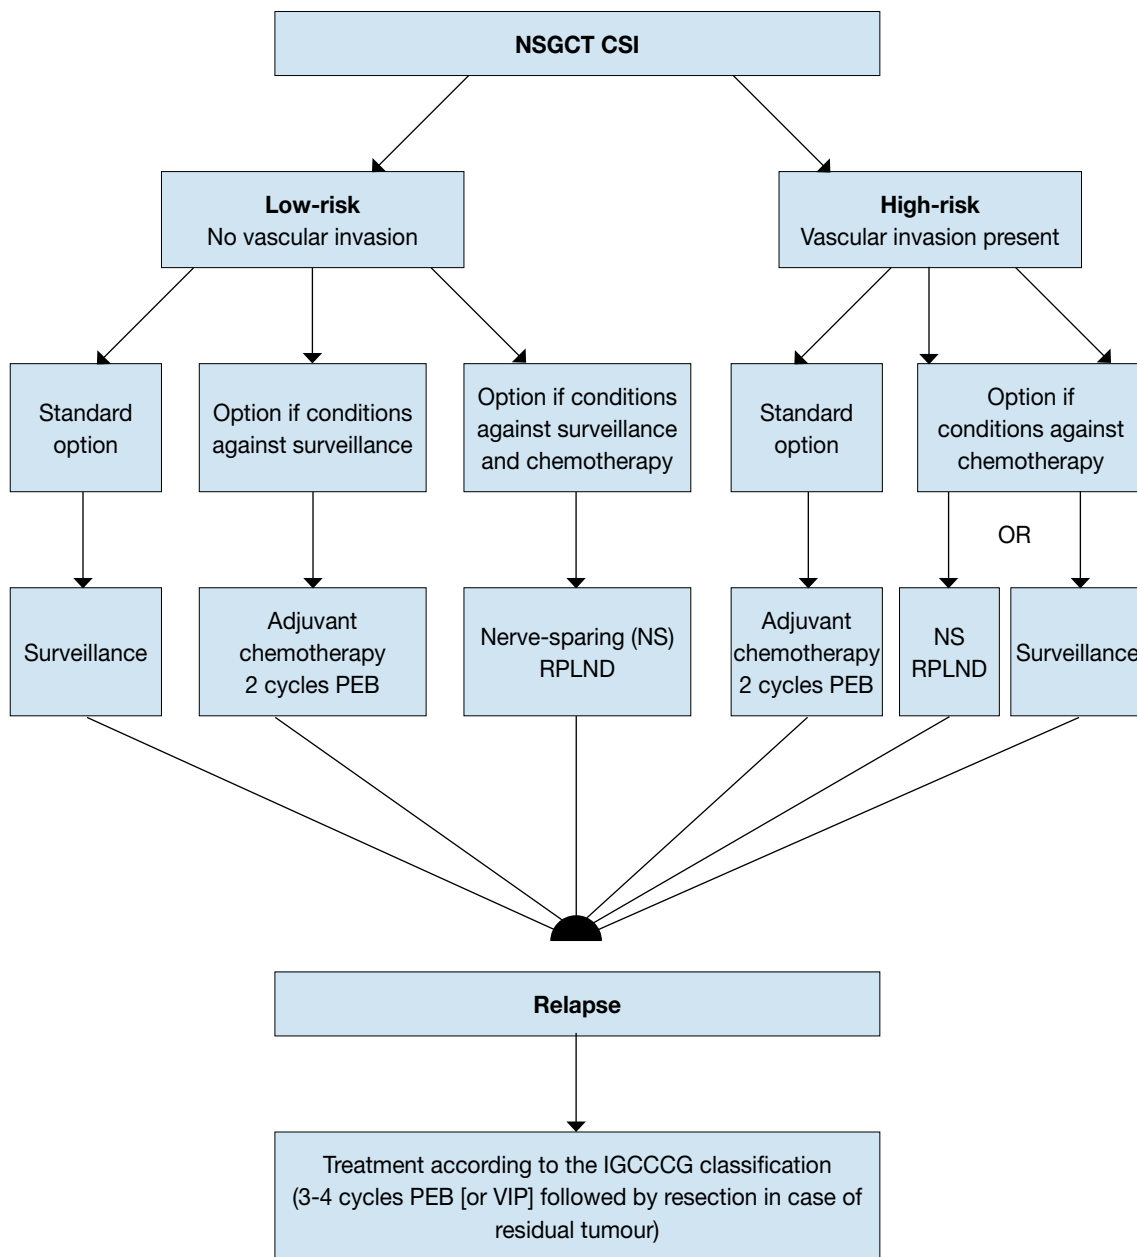 NSGCT CSI
Low-risk
No vascular invasion
High-risk
Vascular invasion present
Standard
option
Option if conditions
against surveillance
Option if conditions
against surveillance
and chemotherapy
Standard
option
Option if
conditions against
chemotherapy
OR
Surveillance
Adjuvant
chemotherapy
2 cycles PEB
Nerve-sparing (NS)
RPLND
Adjuvant
chemotherapy
2 cycles PEB
NS
RPLND
Surveillance
Relapse
Treatment according to the IGCCCG classification
(3-4 cycles PEB [or VIP] followed by resection in case of
residual tumour)